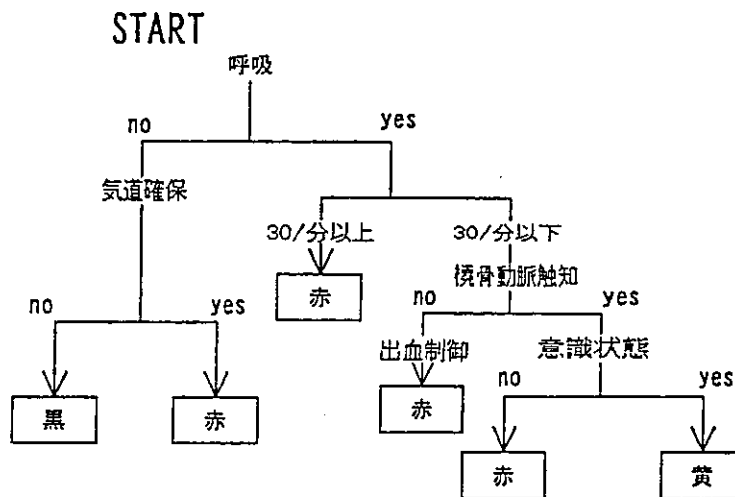 START
呼吸
no
yes
気道確保
30/分以上
30/分以下
橈骨動脈触知
赤
no
yes
no
yes
出血制御
意識状態
no
yes
黒
赤
赤
赤
黄